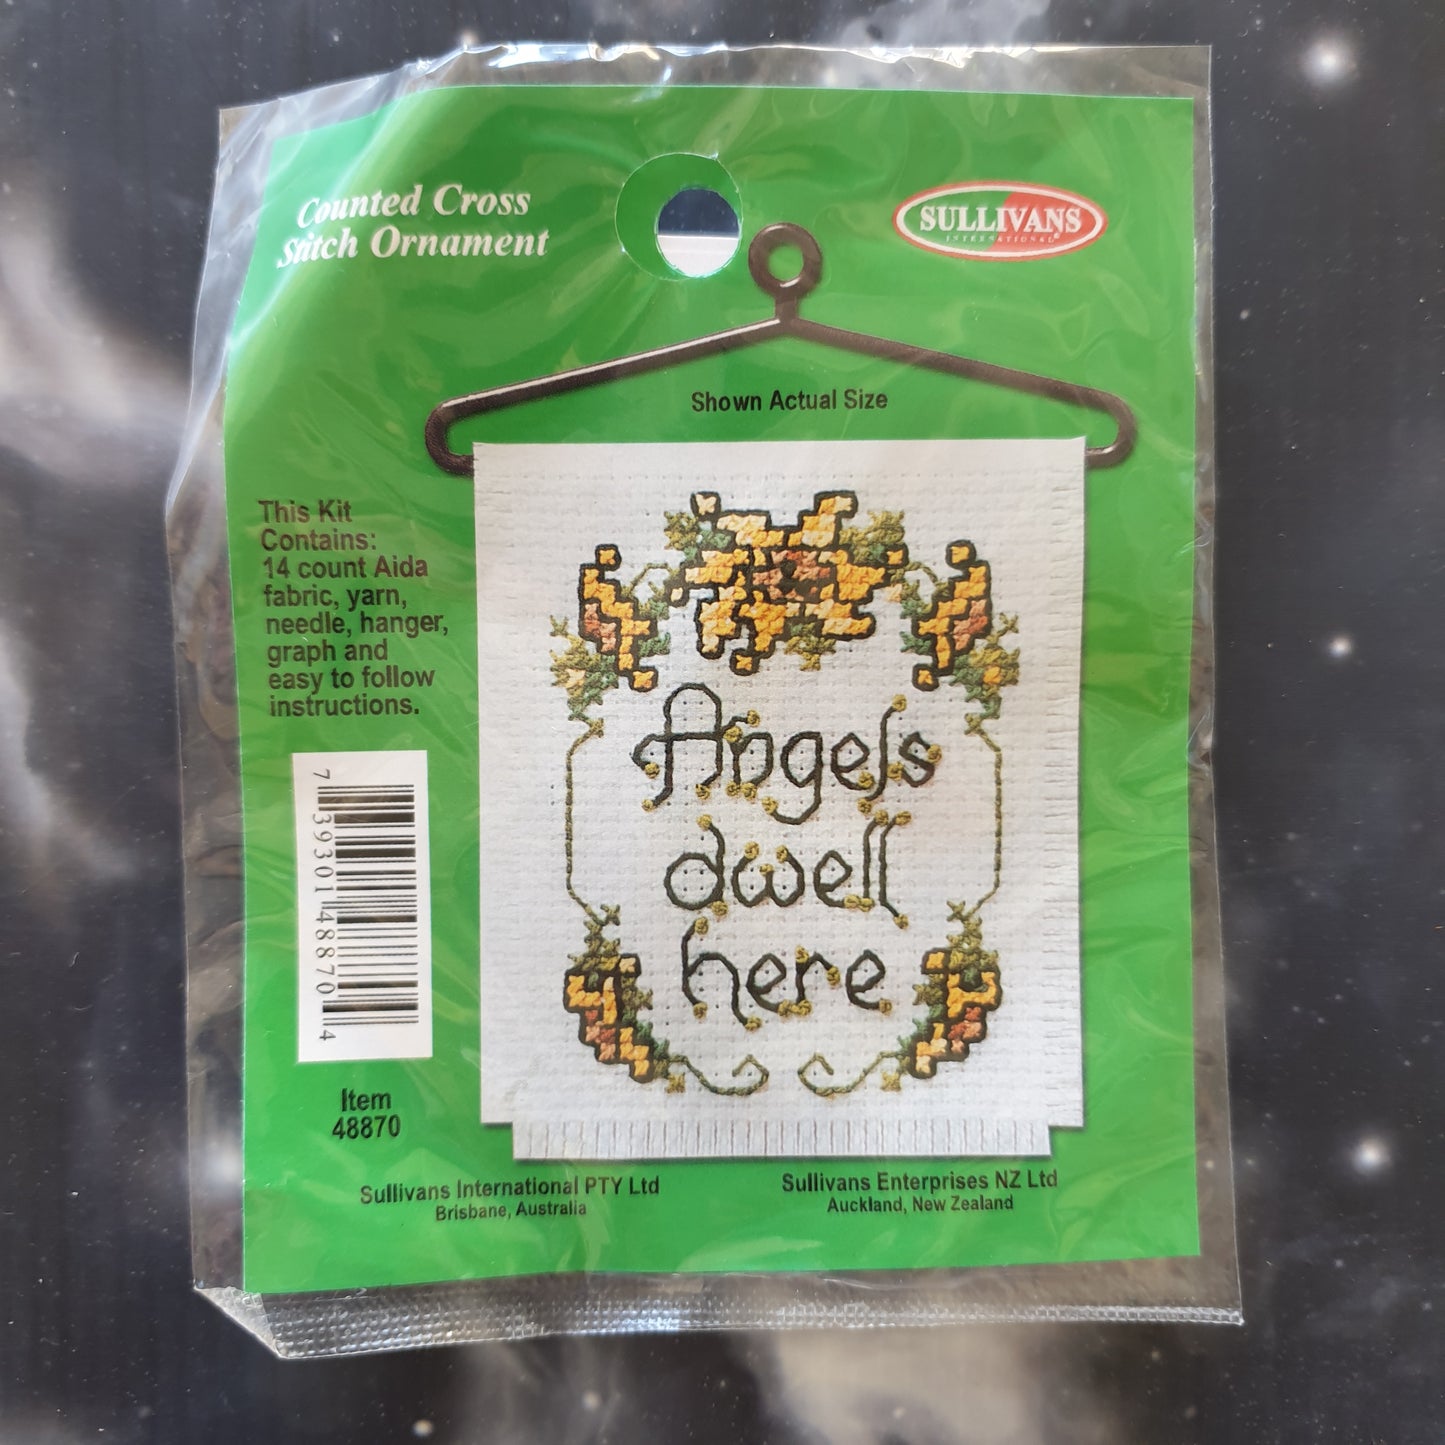 Counted Cross
Stitch Ornament
SULLIVANS
INTERNATIONAL®
Shown Actual Size
This Kit
Contains:
14 count Aida
fabric, yarn,
needle, hanger,
graph and
easy to follow
instructions.
Angels
dwell
here
7 39301 48870 4
Item
48870
Sullivans International PTY Ltd
Brisbane, Australia
Sullivans Enterprises NZ Ltd
Auckland, New Zealand